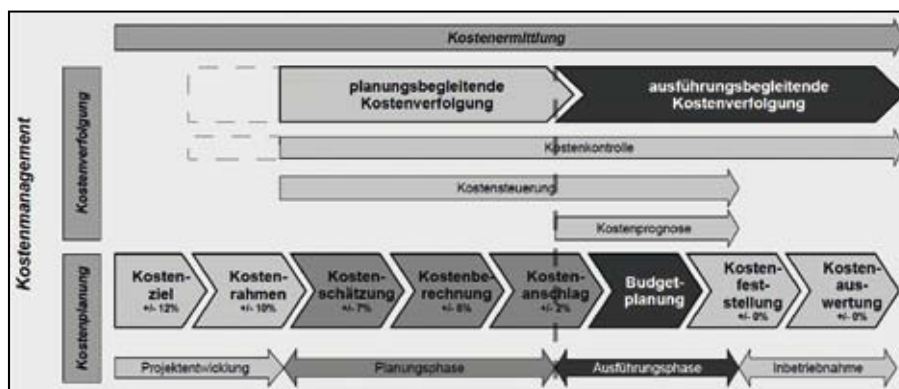 Kostenermittlung
Kostenmanagement
Kostenverfolgung
planungsbegleitende
Kostenverfolgung
ausführungsbegleitende
Kostenverfolgung
Kostenkontrolle
Kostensteuerung
Kostenprognose
Kostenplanung
Kosten-
ziel
+/- 12%
Kosten-
rahmen
+/- 10%
Kosten-
schätzung
+/- 7%
Kostenbe-
rechnung
+/- 5%
Kosten-
anschlag
+/- 2%
Budget-
planung
Kosten-
fest-
stellung
+/- 0%
Kosten-
aus-
wertung
+/- 0%
Projektentwicklung
Planungsphase
Ausführungsphase
Inbetriebnahme